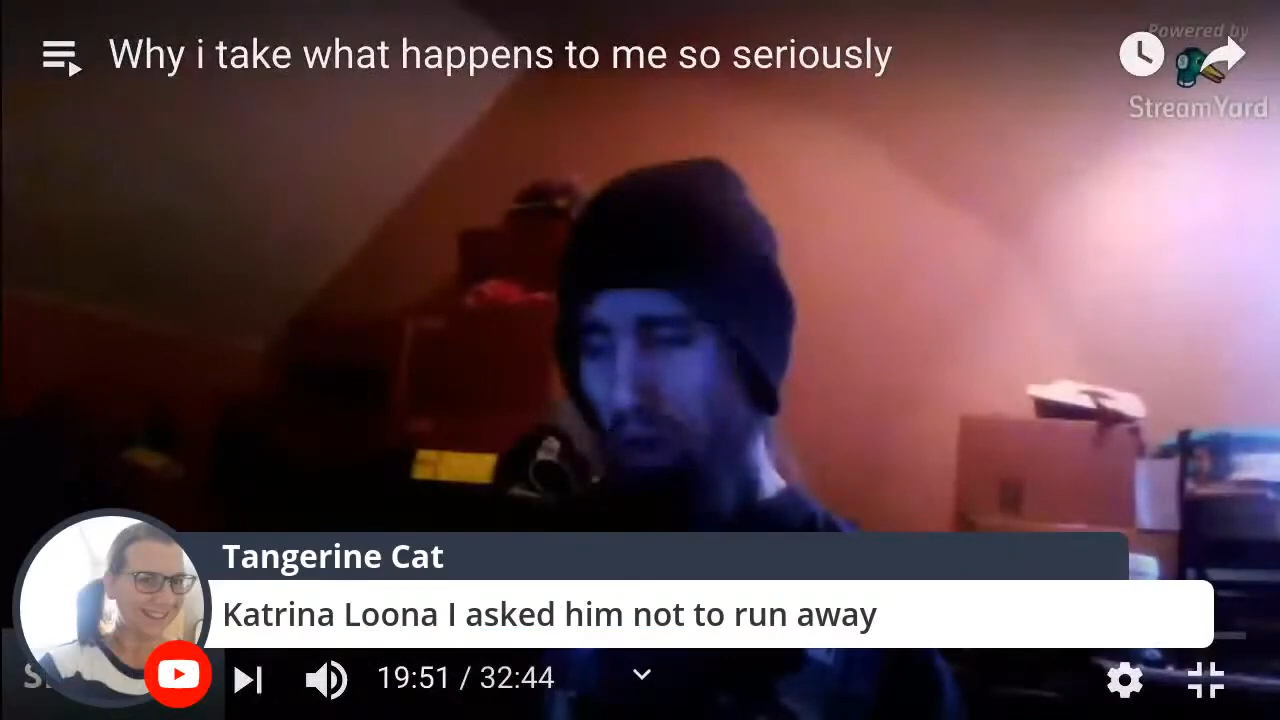 Why i take what happens to me so seriously
Powered by
StreamYard
Tangerine Cat
Katrina Loona I asked him not to run away
19:51 / 32:44